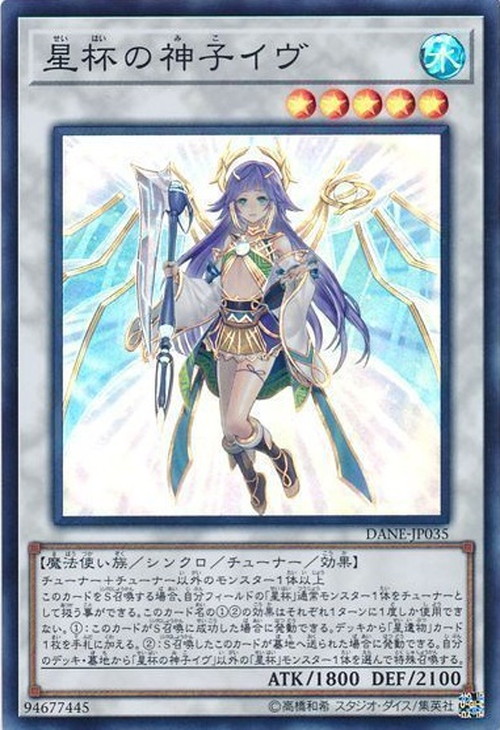 星杯の神子イヴ
水
DANE-JP035
【魔法使い族／シンクロ／チューナー／効果】
チューナー＋チューナー以外のモンスター1体以上
このカードをS召喚する場合、自分フィールドの「星杯」通常モンスター1体をチューナーと
して扱う事ができる。このカード名の①②の効果はそれぞれ1ターンに1度しか使用でき
ない。①：このカードがS召喚に成功した場合に発動できる。デッキから「星遺物」カード
1枚を手札に加える。②：S召喚したこのカードが墓地へ送られた場合に発動できる。自分
のデッキ・墓地から「星杯の神子イヴ」以外の「星杯」モンスター1体を選んで特殊召喚する。
ATK/1800 DEF/2100
94677445
©高橋和希 スタジオ・ダイス/集英社